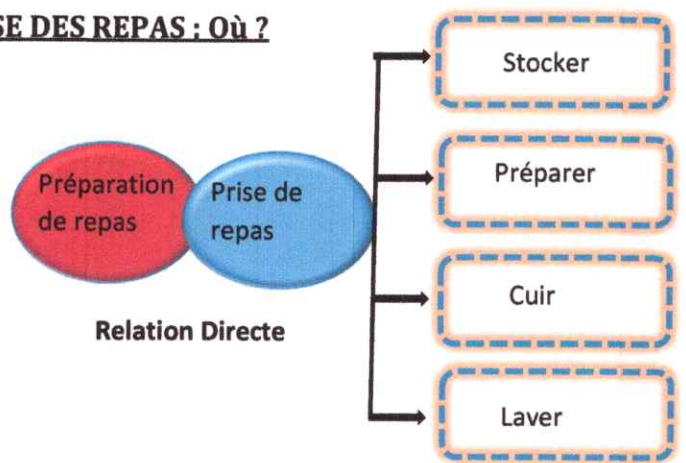 SE DES REPAS : Où ?
Préparation
de repas
Prise de
repas
Relation Directe
Stocker
Préparer
Cuir
Laver